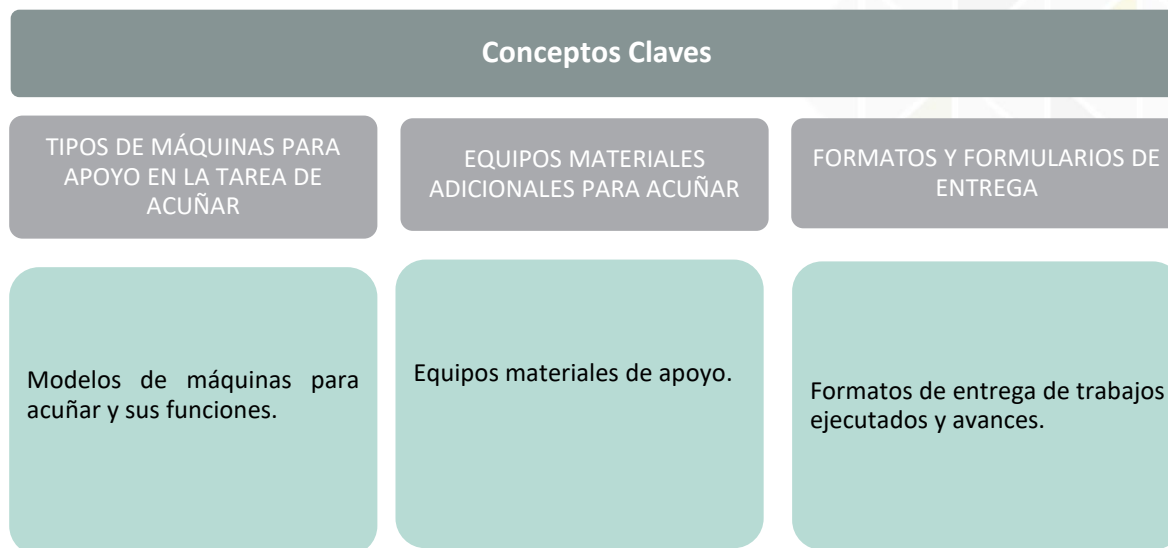 Conceptos Claves
TIPOS DE MÁQUINAS PARA
APOYO EN LA TAREA DE
ACUÑAR
EQUIPOS MATERIALES
ADICIONALES PARA ACUÑAR
FORMATOS Y FORMULARIOS DE
ENTREGA
Modelos de máquinas para
acuñar y sus funciones.
Equipos materiales de apoyo.
Formatos de entrega de trabajos
ejecutados y avances.